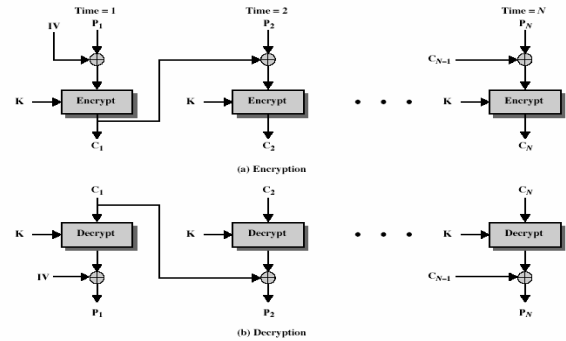 Time = 1 Time = 2 Time = N
IV P1 P2 PN
CN–1
K Encrypt K Encrypt K Encrypt
C1 C2 CN
(a) Encryption
C1 C2 CN
K Decrypt K Decrypt K Decrypt
IV CN–1
P1 P2 PN
(b) Decryption